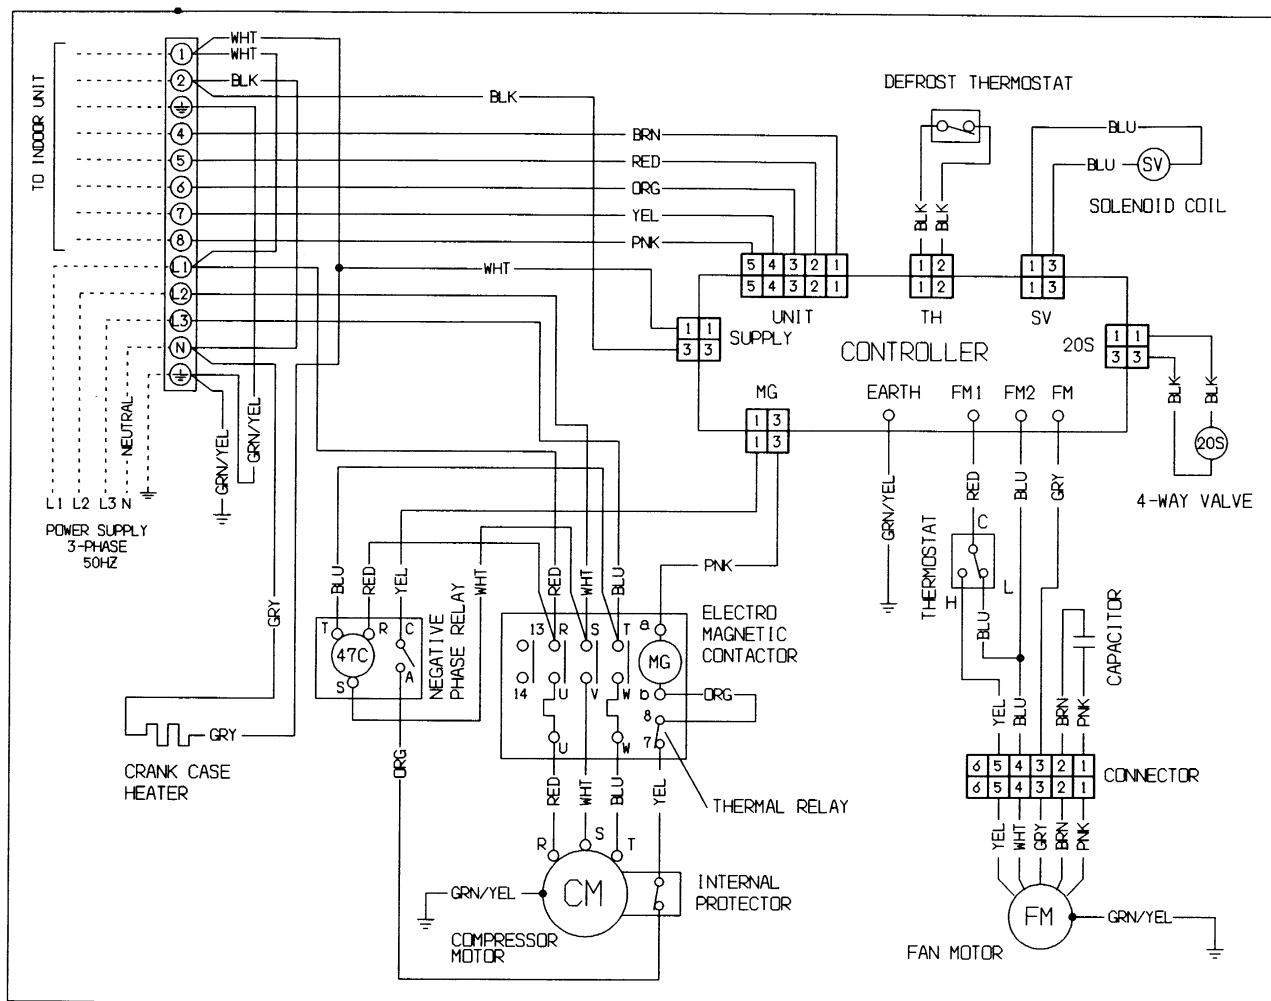 TO INDOOR UNIT
1
2
4
5
6
7
8
L1
L2
L3
N
WHT
WHT
BLK
BLK
BRN
RED
ORG
YEL
PNK
WHT
DEFROST THERMOSTAT
BLK
BLK
BLU
BLU
SV
SOLENOID COIL
5 4 3 2 1
5 4 3 2 1
UNIT
1 2
1 2
TH
1 3
1 3
SV
1 1
3 3
SUPPLY
CONTROLLER
20S
1 1
3 3
BLK
BLK
20S
4-WAY VALVE
MG
1 3
1 3
EARTH
FM1
FM2
FM
GRN/YEL
RED
BLU
GRY
NEUTRAL
GRN/YEL
GRN/YEL
L1 L2 L3 N
POWER SUPPLY
3-PHASE
50HZ
GRY
GRY
CRANK CASE
HEATER
BLU
RED
YEL
WHT
RED
WHT
BLU
PNK
T
R
C
47C
S
A
NEGATIVE
PHASE RELAY
ORG
13
R
S
T
a
14
U
V
W
MG
b
ORG
8
7
U
W
ELECTRO
MAGNETIC
CONTACTOR
THERMAL RELAY
RED
WHT
BLU
YEL
R
S
T
CM
GRN/YEL
COMPRESSOR
MOTOR
INTERNAL
PROTECTOR
THERMOSTAT
C
H
L
BLU
CAPACITOR
YEL
BLU
BRN
PNK
6 5 4 3 2 1
6 5 4 3 2 1
CONNECTOR
YEL
WHT
GRY
BRN
PNK
FM
GRN/YEL
FAN MOTOR